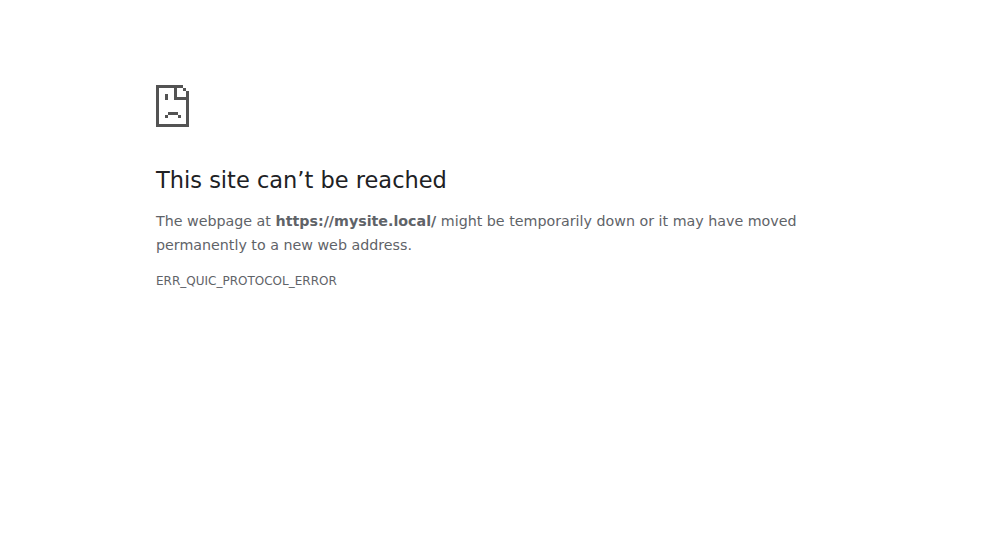 This site can’t be reached
The webpage at https://mysite.local/ might be temporarily down or it may have moved
permanently to a new web address.
ERR_QUIC_PROTOCOL_ERROR